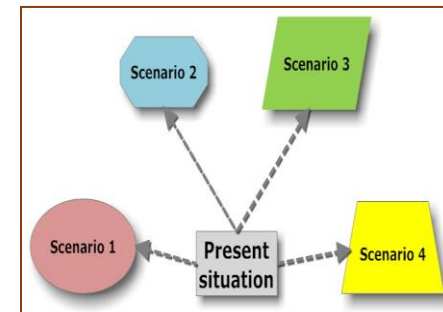 Scenario 2
Scenario 3
Scenario 1
Present
situation
Scenario 4